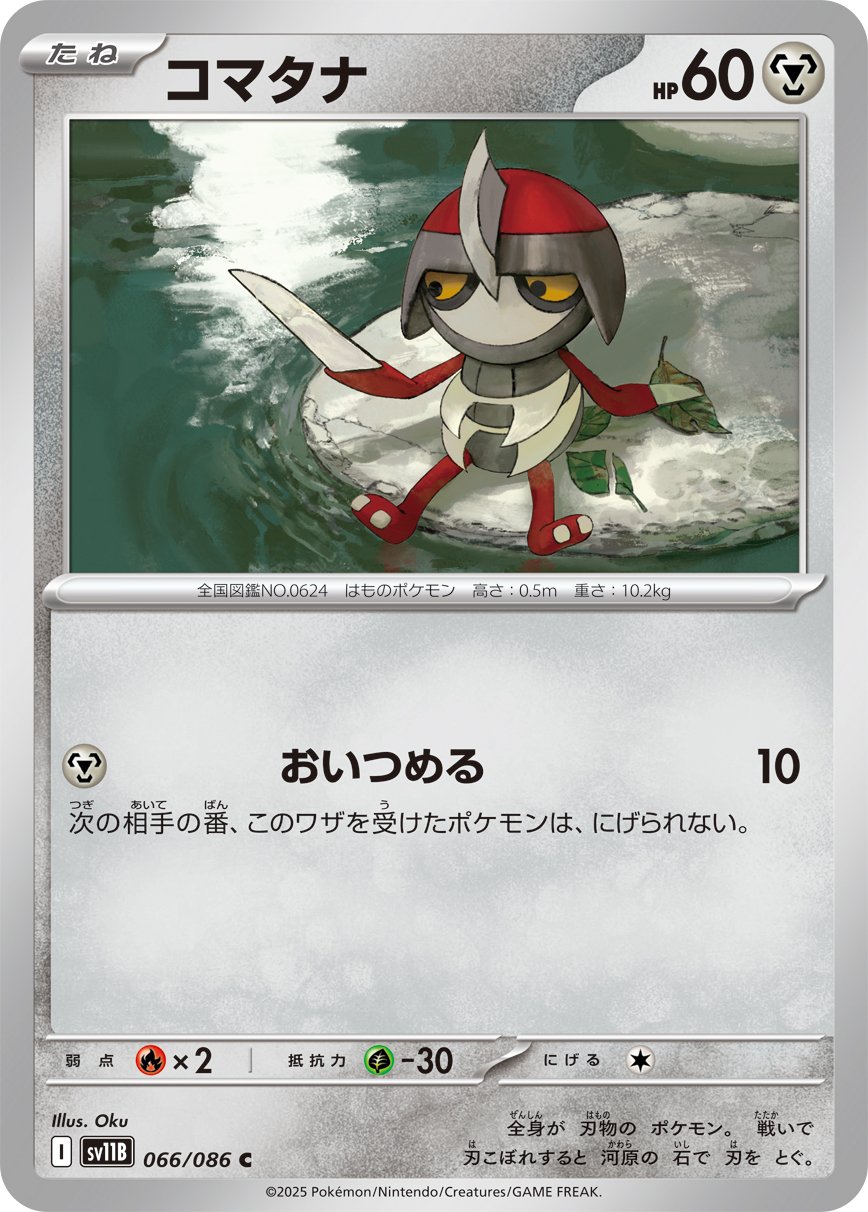 たね コマタナ HP60
全国図鑑NO.0624 はものポケモン 高さ:0.5m 重さ:10.2kg
おいつめる 10
次の相手の番、このワザを受けたポケモンは、にげられない。
弱点 ×2 抵抗力 -30 にげる
Illus. Oku
全身が 刃物の ポケモン。 戦いで
刃こぼれすると 河原の 石で 刃を とぐ。
I sv11B 066/086 C
©2025 Pokémon/Nintendo/Creatures/GAME FREAK.